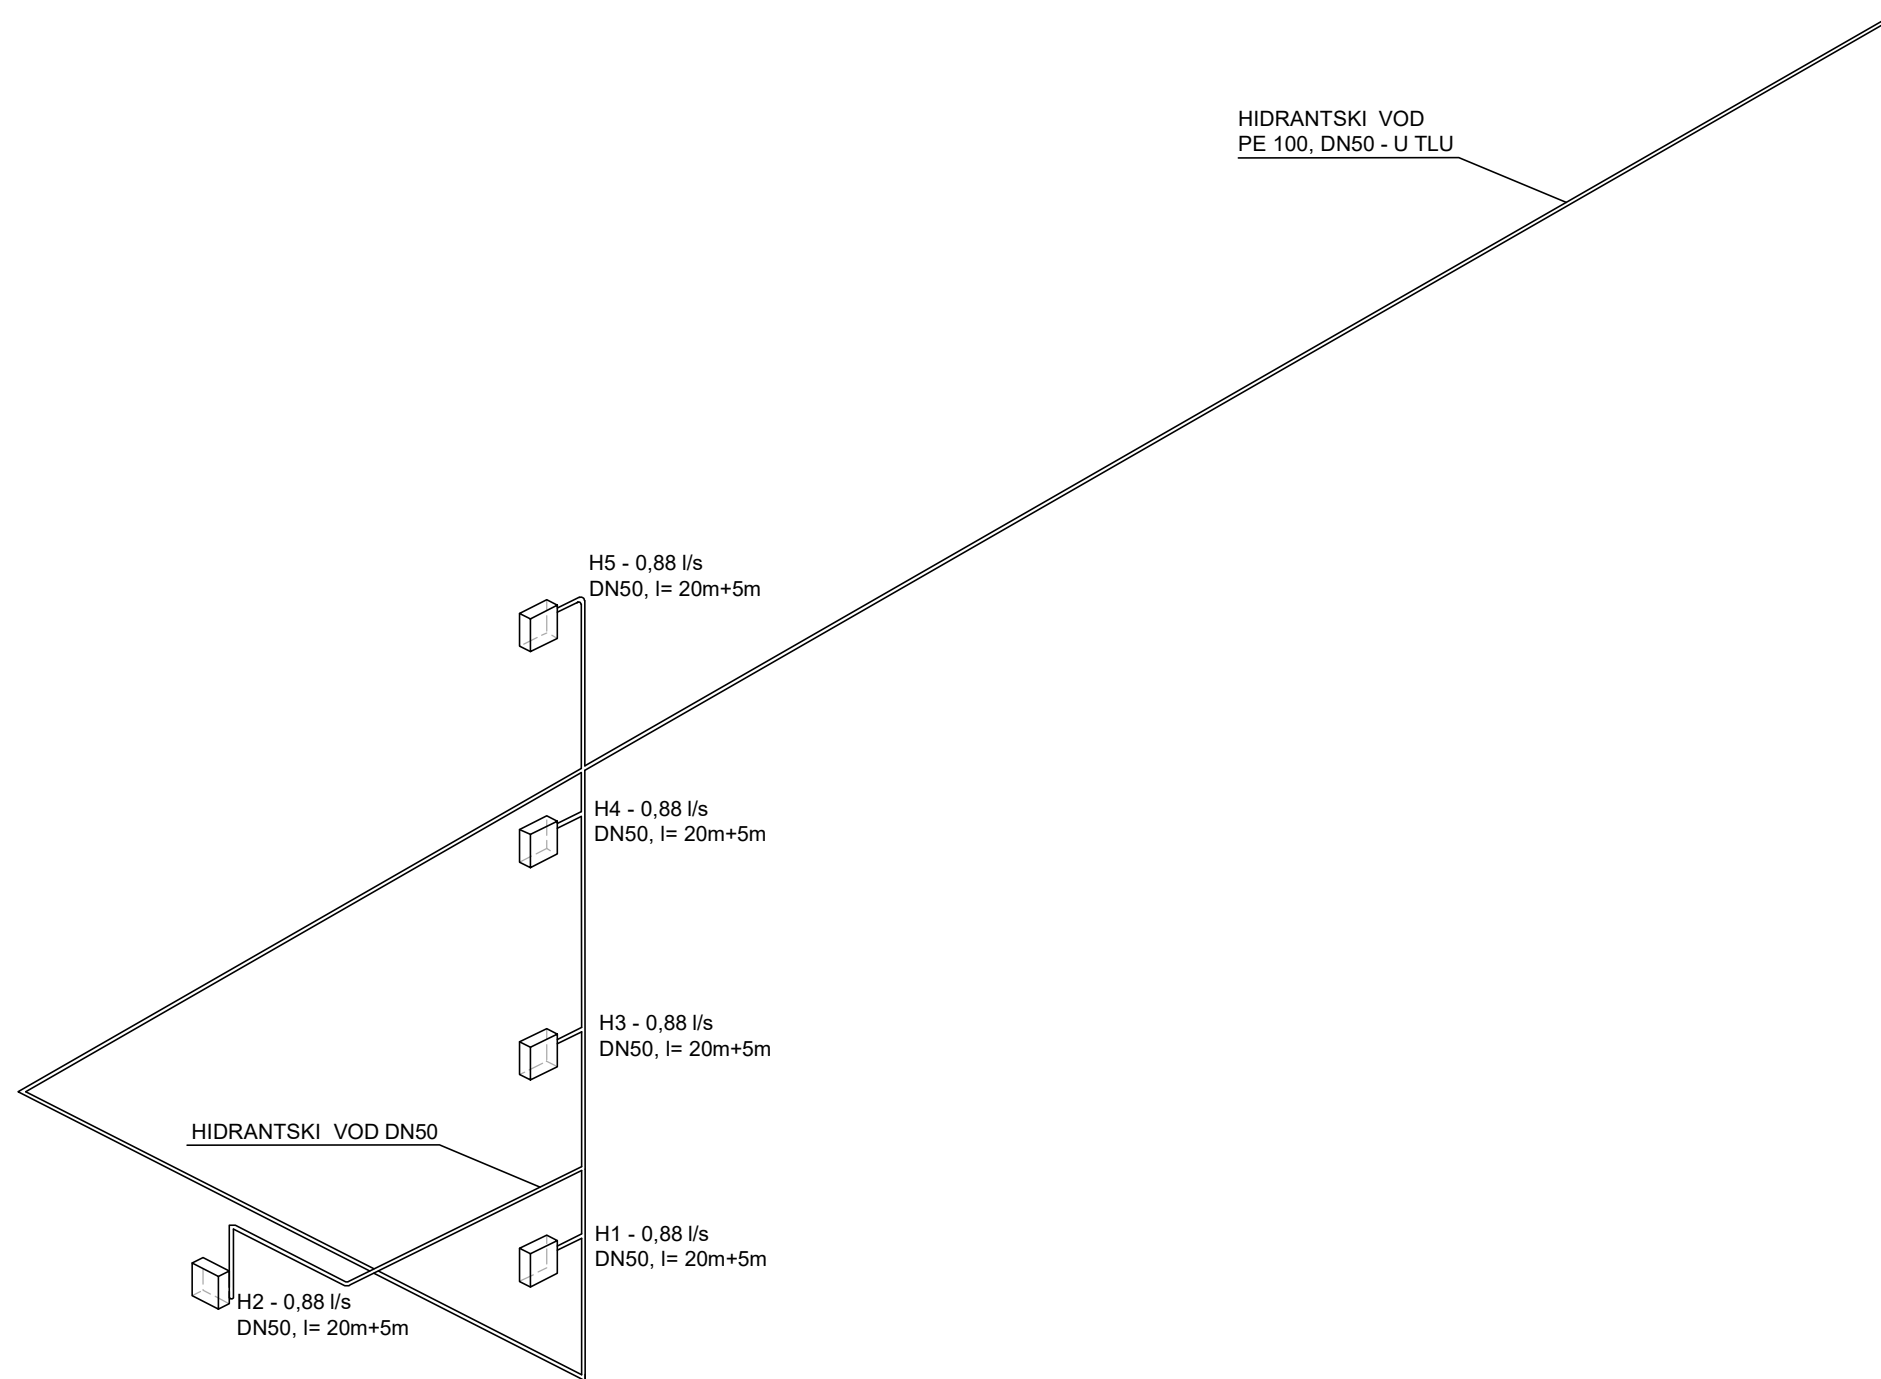 HIDRANTSKI VOD
PE 100, DN50 - U TLU
H5 - 0,88 l/s
DN50, l= 20m+5m
H4 - 0,88 l/s
DN50, l= 20m+5m
H3 - 0,88 l/s
DN50, l= 20m+5m
HIDRANTSKI VOD DN50
H1 - 0,88 l/s
DN50, l= 20m+5m
H2 - 0,88 l/s
DN50, l= 20m+5m